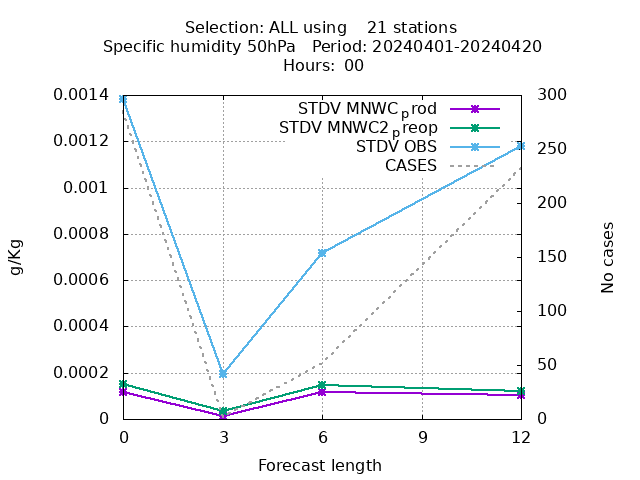 Selection: ALL using    21 stations
Specific humidity 50hPa   Period: 20240401-20240420
Hours: 00
STDV MNWCprod
STDV MNWC2preop
STDV OBS
CASES
0.0014
0.0012
0.001
0.0008
0.0006
0.0004
0.0002
0
300
250
200
150
100
50
0
g/Kg
No cases
0 3 6 9 12
Forecast length